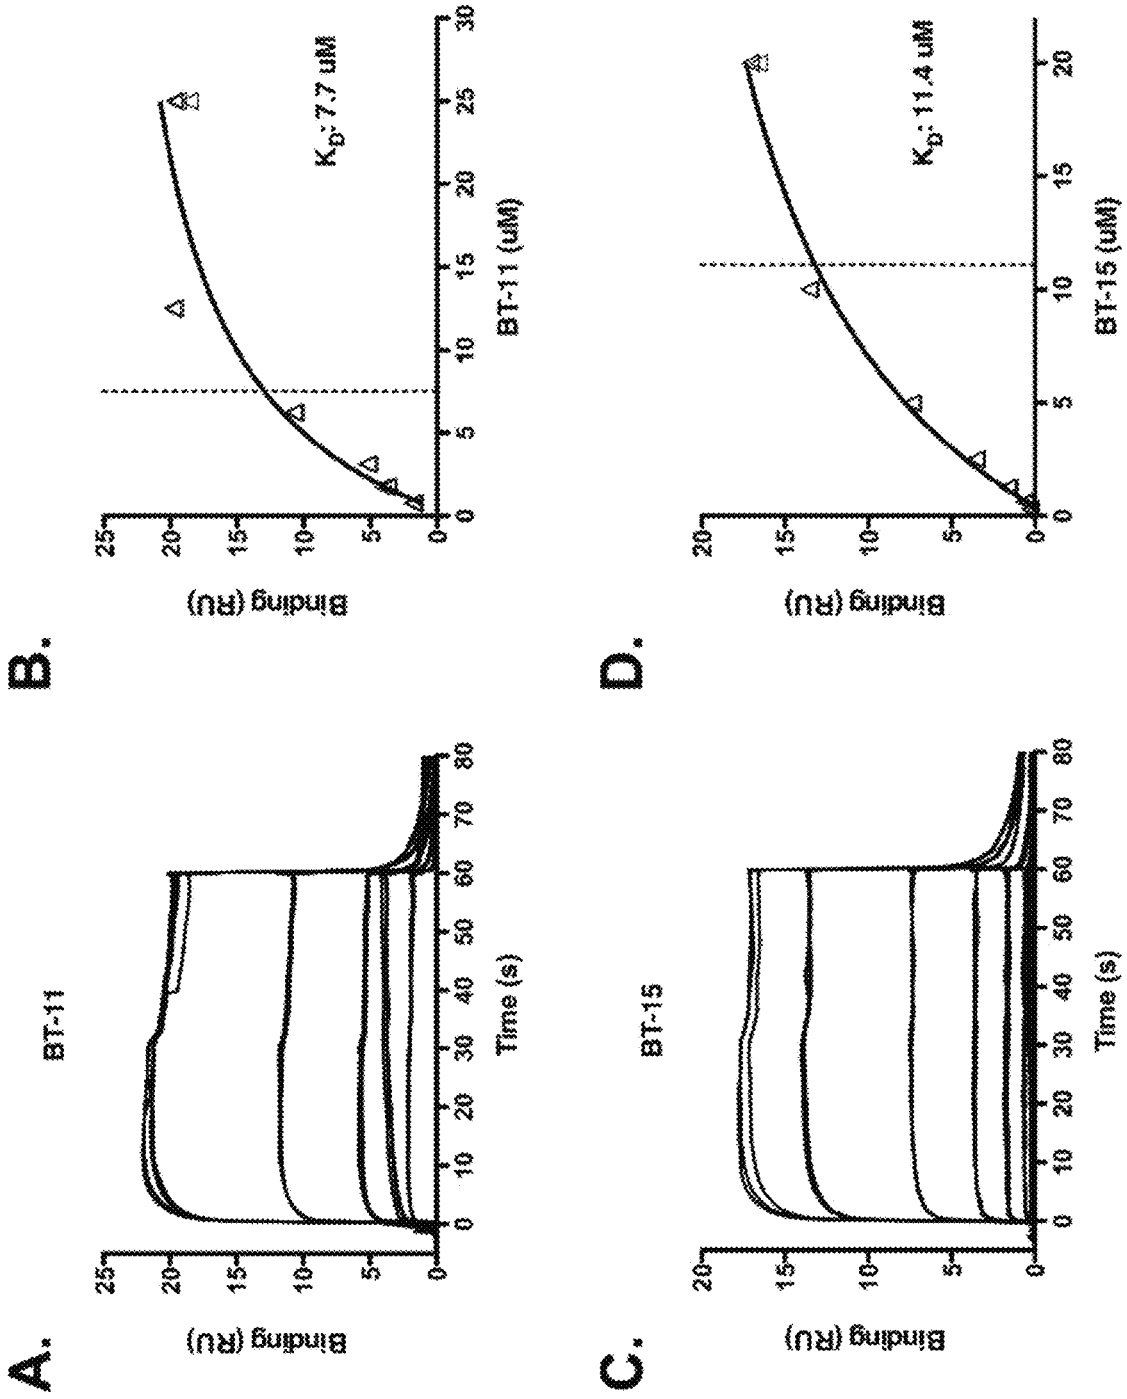 A.
BT-11
Binding (RU)
25
20
15
10
5
0
0 10 20 30 40 50 60 70 80
Time (s)
B.
Binding (RU)
25
20
15
10
5
0
K_D: 7.7 uM
0 5 10 15 20 25 30
BT-11 (uM)
C.
BT-15
Binding (RU)
20
15
10
5
0
0 10 20 30 40 50 60 70 80
Time (s)
D.
Binding (RU)
20
15
10
5
0
K_D: 11.4 uM
0 5 10 15 20
BT-15 (uM)